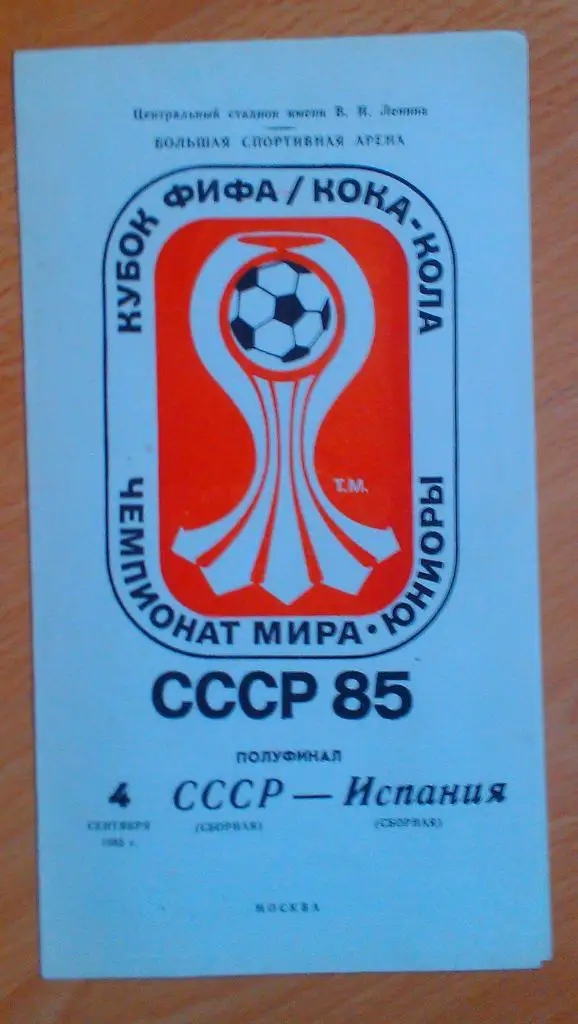 Центральный стадион имени В. И. Ленина
БОЛЬШАЯ СПОРТИВНАЯ АРЕНА
КУБОК ФИФА / КОКА-КОЛА
T.M.
ЧЕМПИОНАТ МИРА • ЮНИОРЫ
СССР 85
ПОЛУФИНАЛ
4 СССР — Испания
СЕНТЯБРЯ (СБОРНАЯ) (СБОРНАЯ)
1985 г.
МОСКВА